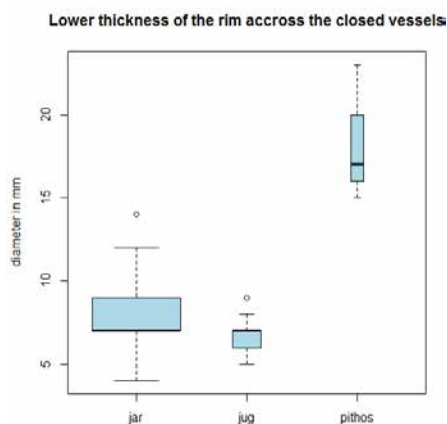 Lower thickness of the rim accross the closed vessels
diameter in mm
20
15
10
5
jar jug pithos